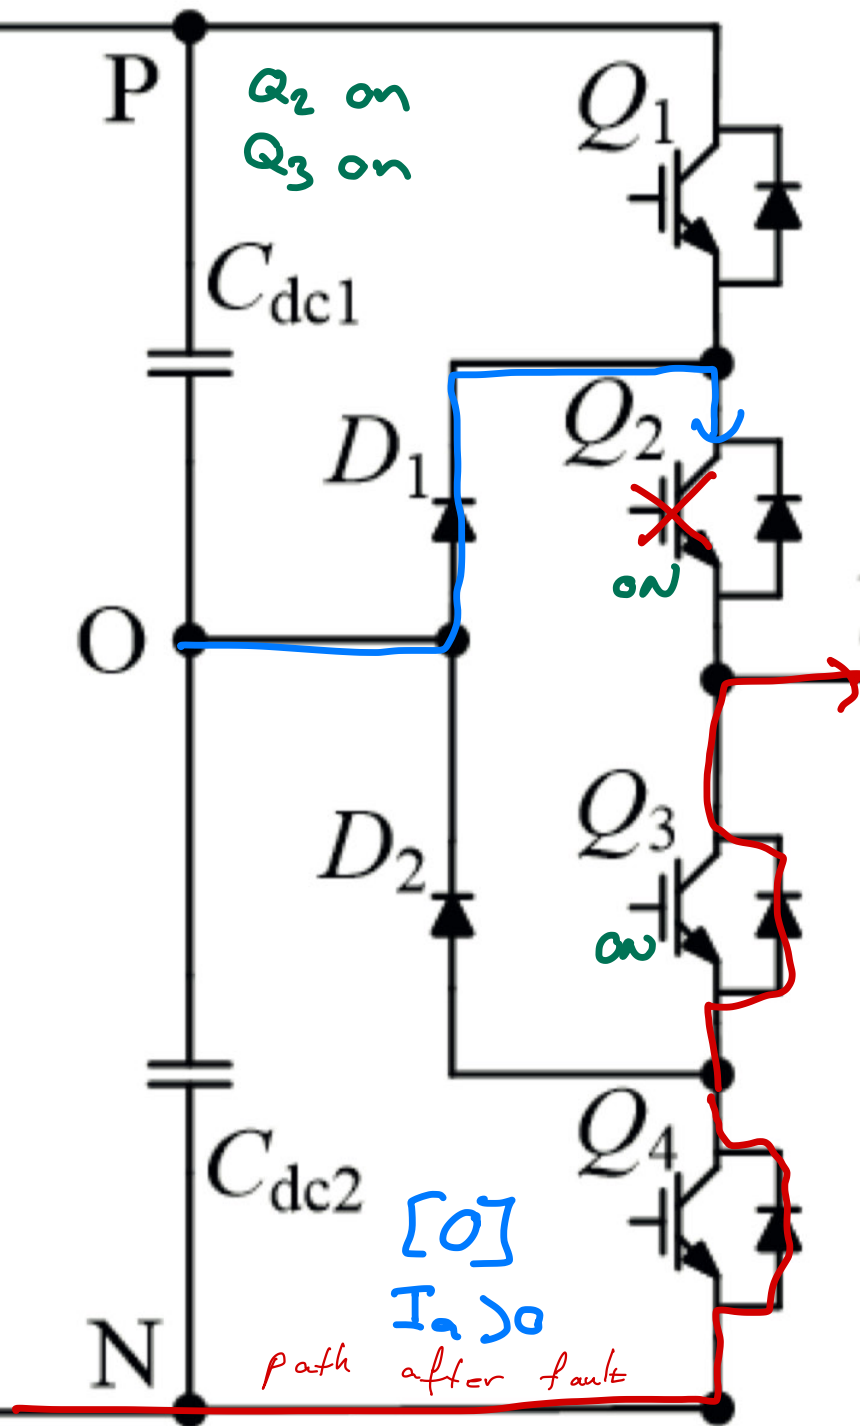 P
Q2 on
Q3 on
Q1
Cdc1
Q2
D1
ON
O
Q3
D2
ON
Q4
Cdc2
[O]
Ia>0
N
path after fault